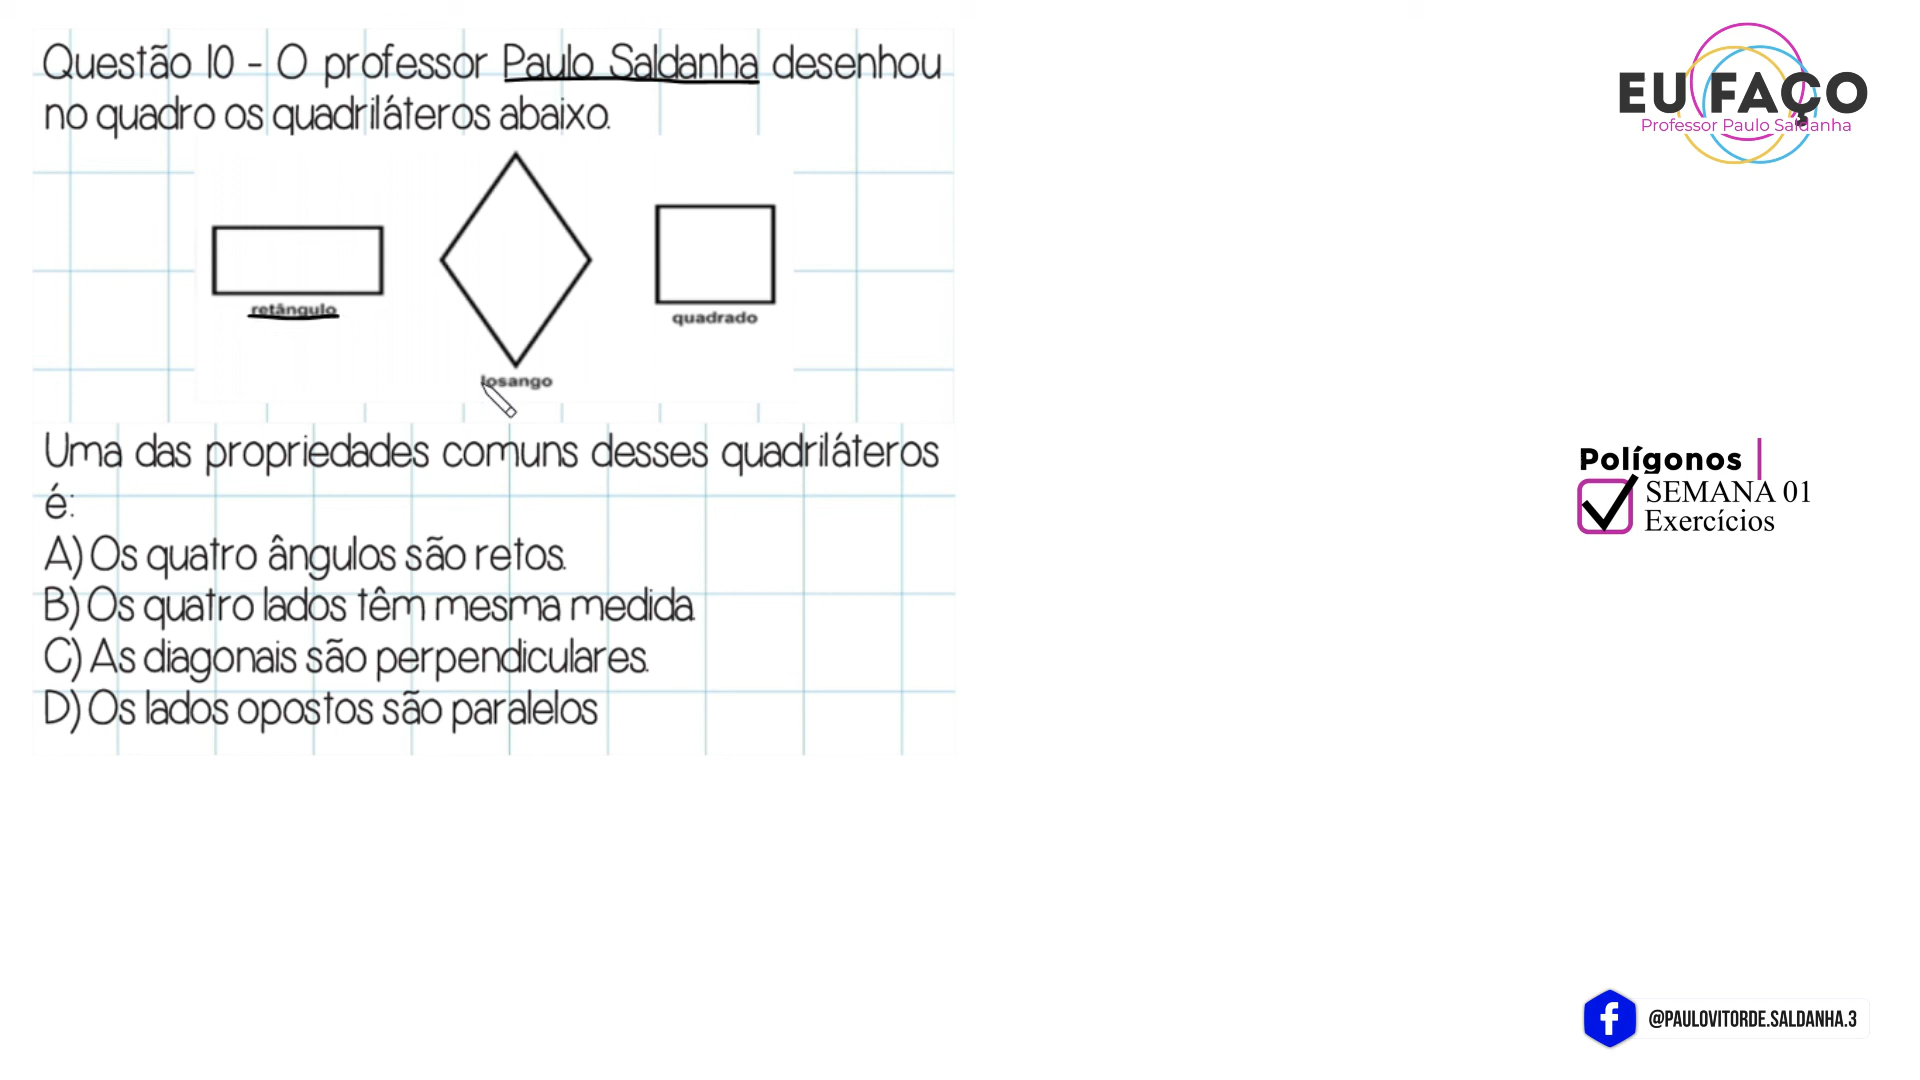 Questão 10 - O professor Paulo Saldanha desenhou
no quadro os quadriláteros abaixo.
retângulo
losango
quadrado
Uma das propriedades comuns desses quadriláteros
é:
A) Os quatro ângulos são retos.
B) Os quatro lados têm mesma medida.
C) As diagonais são perpendiculares.
D) Os lados opostos são paralelos
EU FAÇO
Professor Paulo Saldanha
Polígonos
SEMANA 01
Exercícios
@PAULOVITORDE.SALDANHA.3